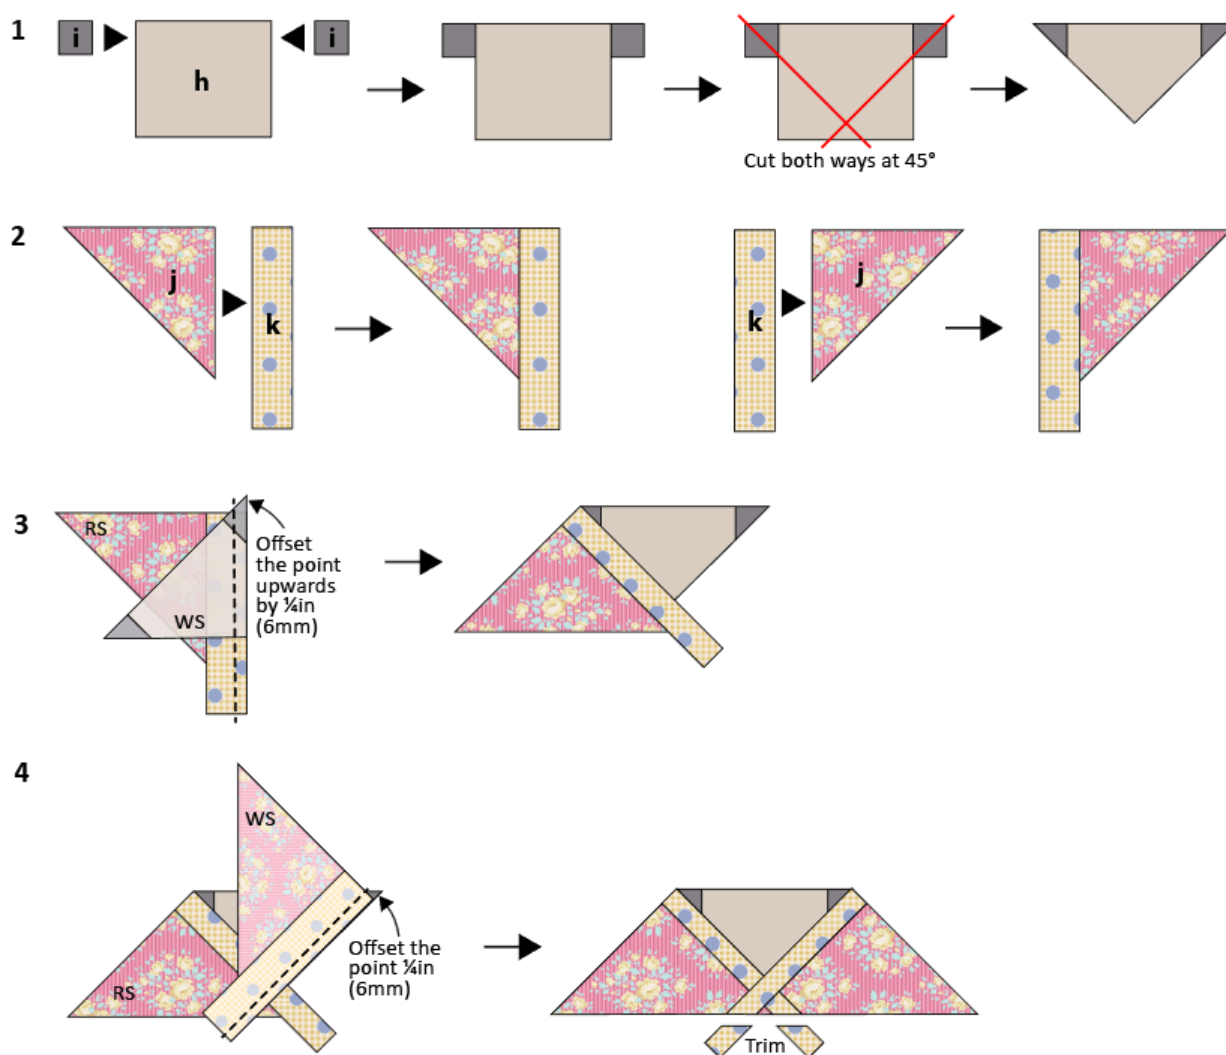 1
i
h
i
Cut both ways at 45°
2
j
k
k
j
3
RS
WS
Offset
the point
upwards
by ¼in
(6mm)
4
WS
RS
Offset the
point ¼in
(6mm)
Trim